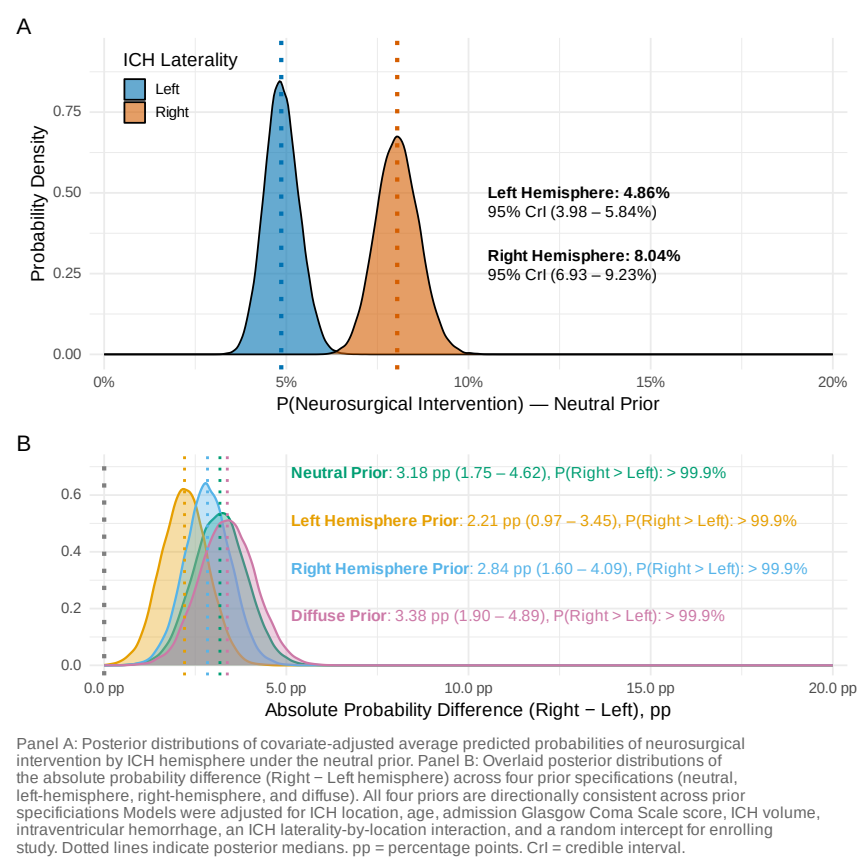 A
ICH Laterality
Left
Right
Probability Density
0.75
0.50
0.25
0.00
Left Hemisphere: 4.86%
95% CrI (3.98 – 5.84%)
Right Hemisphere: 8.04%
95% CrI (6.93 – 9.23%)
0% 5% 10% 15% 20%
P(Neurosurgical Intervention) — Neutral Prior
B
0.6
0.4
0.2
0.0
Neutral Prior: 3.18 pp (1.75 – 4.62), P(Right > Left): > 99.9%
Left Hemisphere Prior: 2.21 pp (0.97 – 3.45), P(Right > Left): > 99.9%
Right Hemisphere Prior: 2.84 pp (1.60 – 4.09), P(Right > Left): > 99.9%
Diffuse Prior: 3.38 pp (1.90 – 4.89), P(Right > Left): > 99.9%
0.0 pp 5.0 pp 10.0 pp 15.0 pp 20.0 pp
Absolute Probability Difference (Right − Left), pp
Panel A: Posterior distributions of covariate-adjusted average predicted probabilities of neurosurgical
intervention by ICH hemisphere under the neutral prior. Panel B: Overlaid posterior distributions of
the absolute probability difference (Right − Left hemisphere) across four prior specifications (neutral,
left-hemisphere, right-hemisphere, and diffuse). All four priors are directionally consistent across prior
specificiations Models were adjusted for ICH location, age, admission Glasgow Coma Scale score, ICH volume,
intraventricular hemorrhage, an ICH laterality-by-location interaction, and a random intercept for enrolling
study. Dotted lines indicate posterior medians. pp = percentage points. CrI = credible interval.